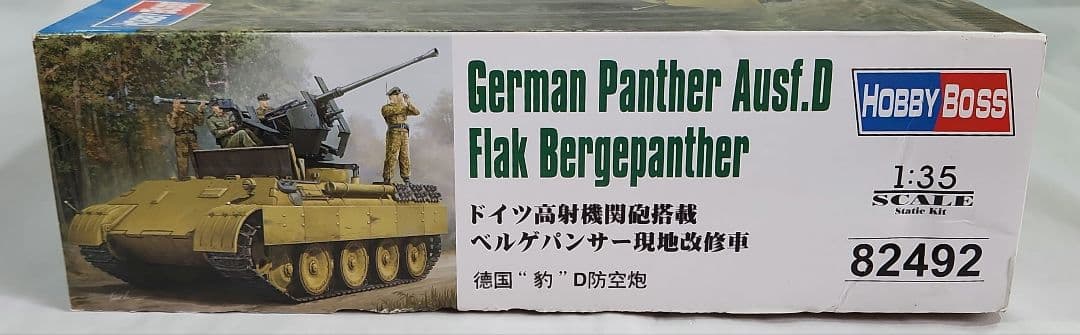 German Panther Ausf.D
Flak Bergepanther
ドイツ高射機関砲搭載
ベルゲパンサー現地改修車
德国“豹”D防空炮
HOBBY BOSS
1:35
SCALE
Static Kit
82492